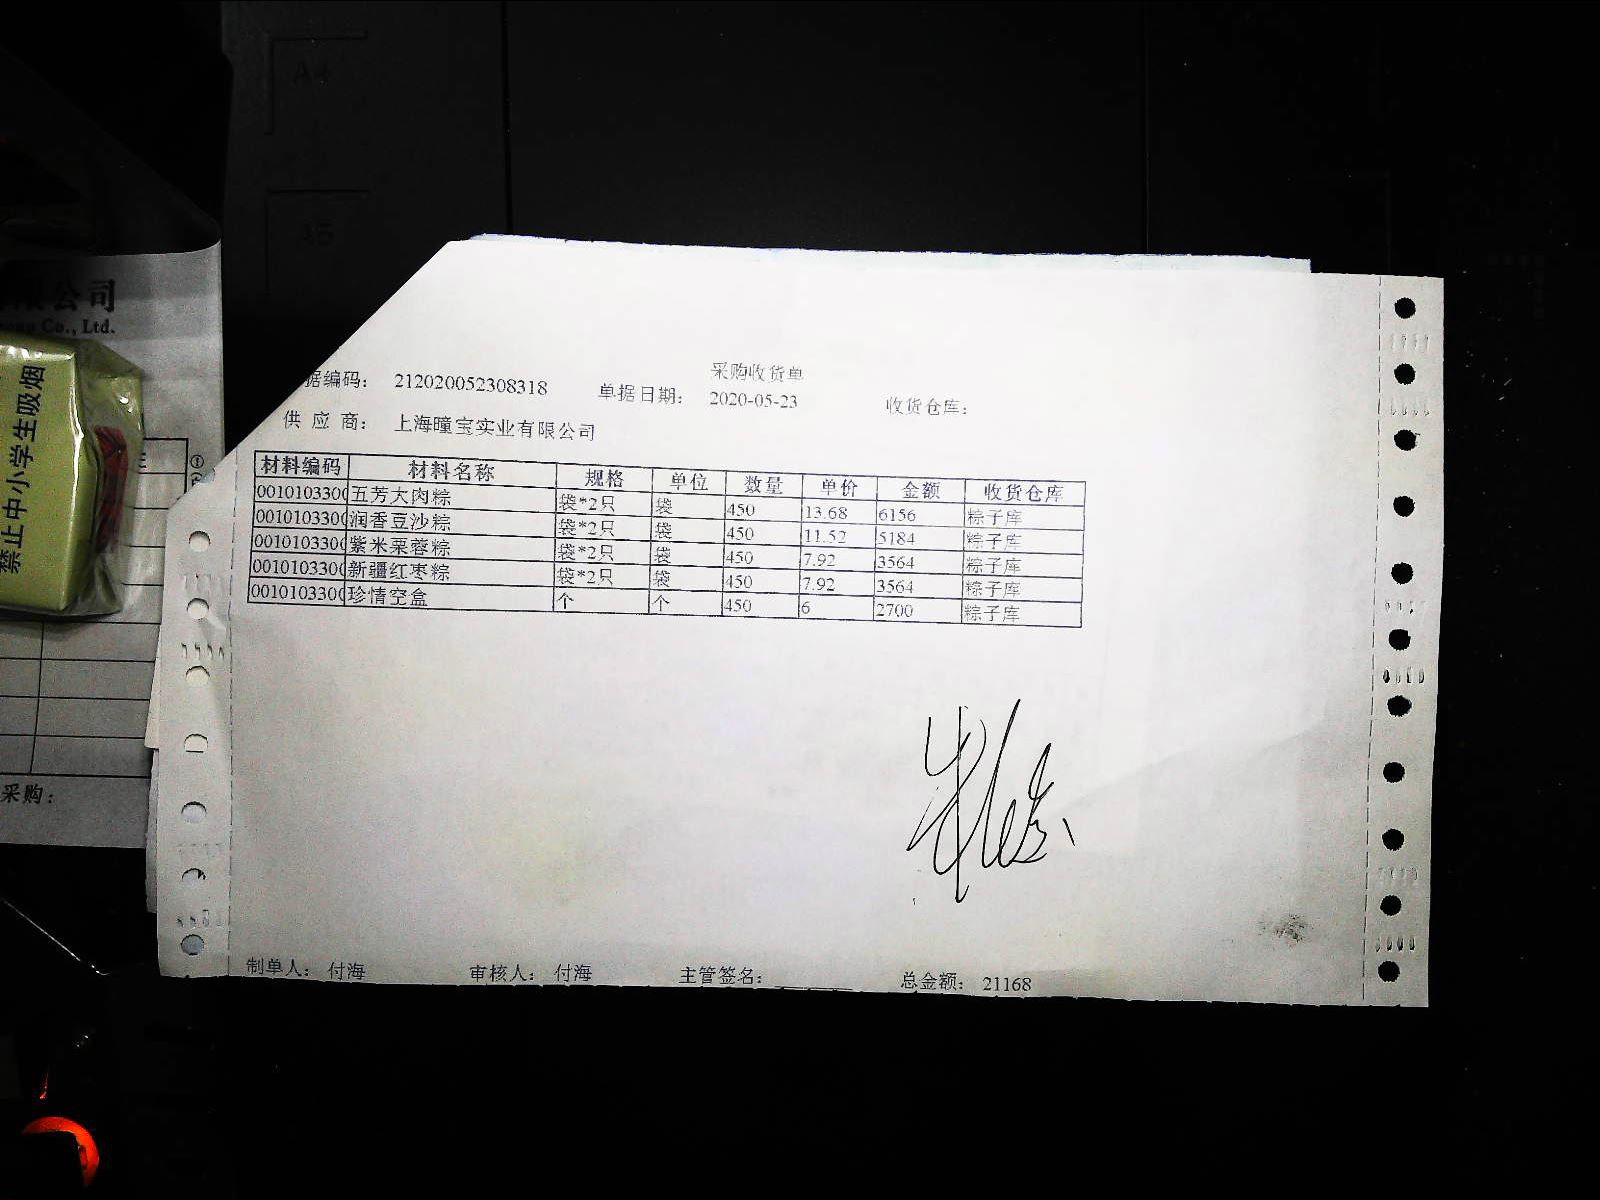 采购收货单
据编码： 212020052308318 单据日期： 2020-05-23 收货仓库：
供 应 商： 上海曈宝实业有限公司
材料编码 材料名称 规格 单位 数量 单价 金额 收货仓库
0010103300 五芳大肉粽 袋*2只 袋 450 13.68 6156 粽子库
0010103300 润香豆沙粽 袋*2只 袋 450 11.52 5184 粽子库
0010103300 紫米栗蓉粽 袋*2只 袋 450 7.92 3564 粽子库
0010103300 新疆红枣粽 袋*2只 袋 450 7.92 3564 粽子库
0010103300 珍情空盒 个 个 450 6 2700 粽子库
制单人： 付海 审核人： 付海 主管签名： 总金额： 21168
限公司
Co., Ltd.
禁止中小学生吸烟
采购：
A4